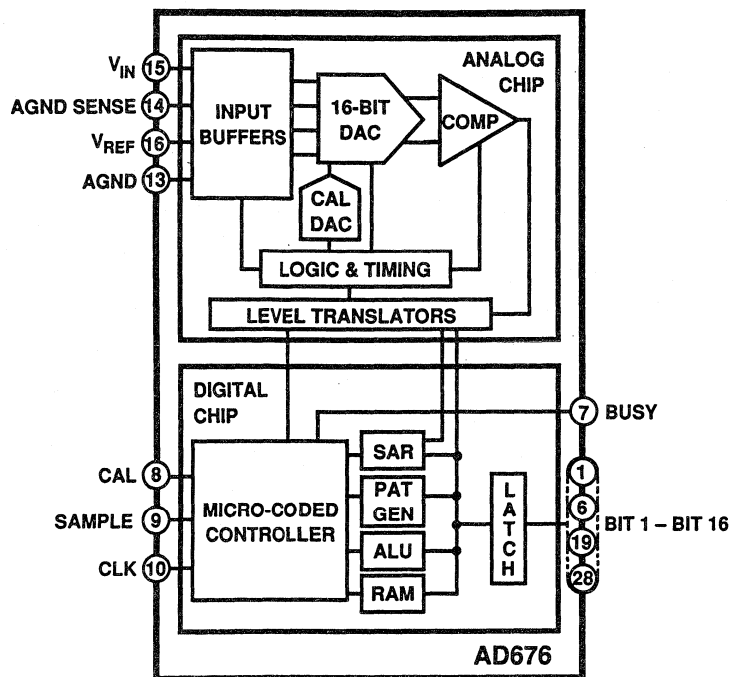 ANALOG
CHIP
V_IN 15
AGND SENSE 14
V_REF 16
AGND 13
INPUT
BUFFERS
16-BIT
DAC
COMP
CAL
DAC
LOGIC & TIMING
LEVEL TRANSLATORS
DIGITAL
CHIP
7 BUSY
CAL 8
SAMPLE 9
CLK 10
MICRO-CODED
CONTROLLER
SAR
PAT
GEN
ALU
RAM
L
A
T
C
H
1
6
19
28
BIT 1 – BIT 16
AD676